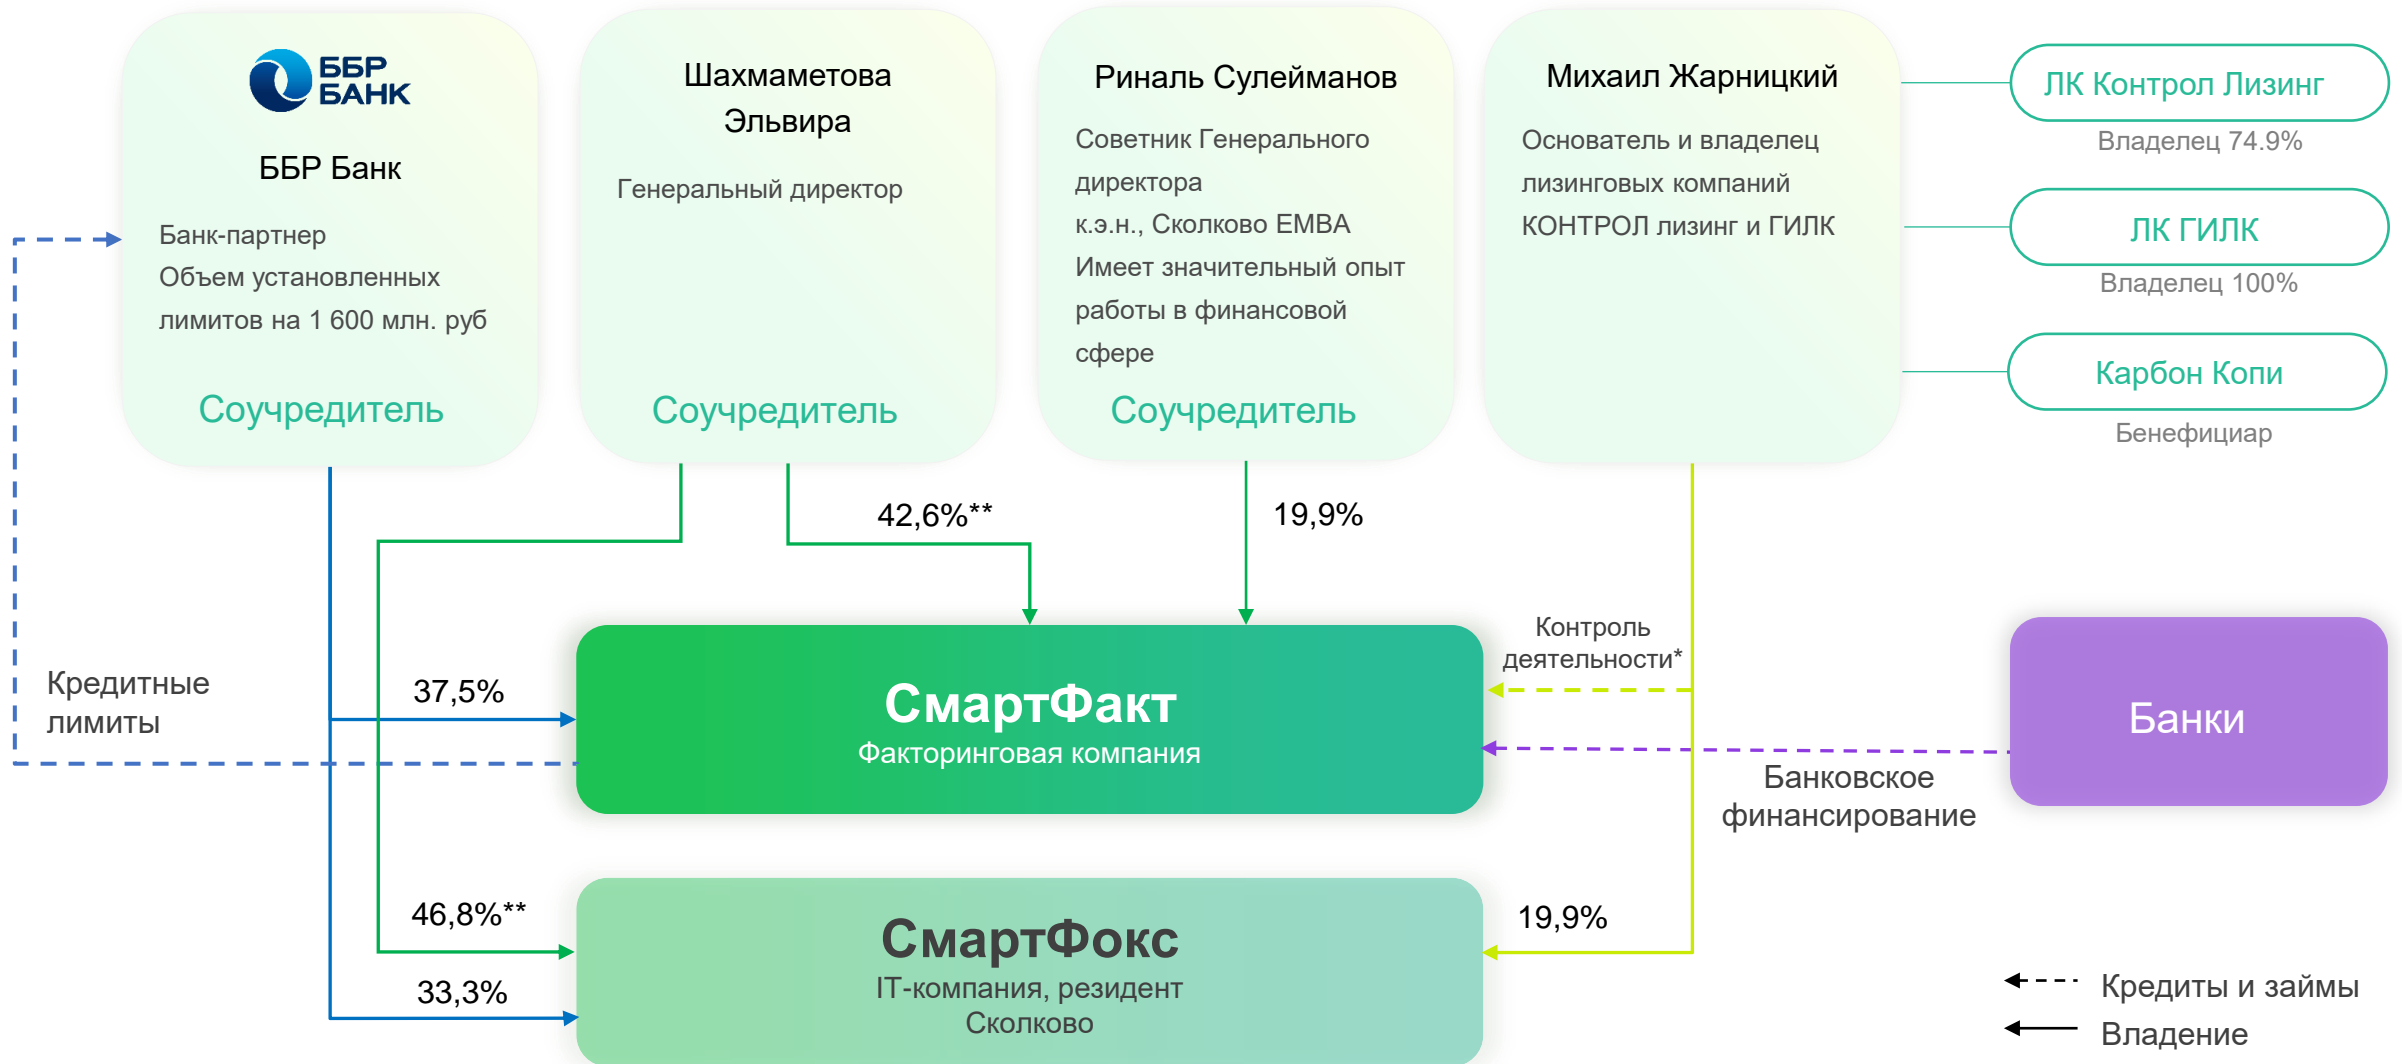 ББР
БАНК
ББР Банк
Банк-партнер
Объем установленных
лимитов на 1 600 млн. руб
Соучредитель
Шахмаметова
Эльвира
Генеральный директор
Соучредитель
Риналь Сулейманов
Советник Генерального
директора
к.э.н., Сколково ЕМВА
Имеет значительный опыт
работы в финансовой
сфере
Соучредитель
Михаил Жарницкий
Основатель и владелец
лизинговых компаний
КОНТРОЛ лизинг и ГИЛК
ЛК Контрол Лизинг
Владелец 74.9%
ЛК ГИЛК
Владелец 100%
Карбон Копи
Бенефициар
42,6%**
19,9%
Кредитные
лимиты
37,5%
СмартФакт
Факторинговая компания
Контроль
деятельности*
Банки
Банковское
финансирование
46,8%**
33,3%
СмартФокс
IT-компания, резидент
Сколково
19,9%
Кредиты и займы
Владение